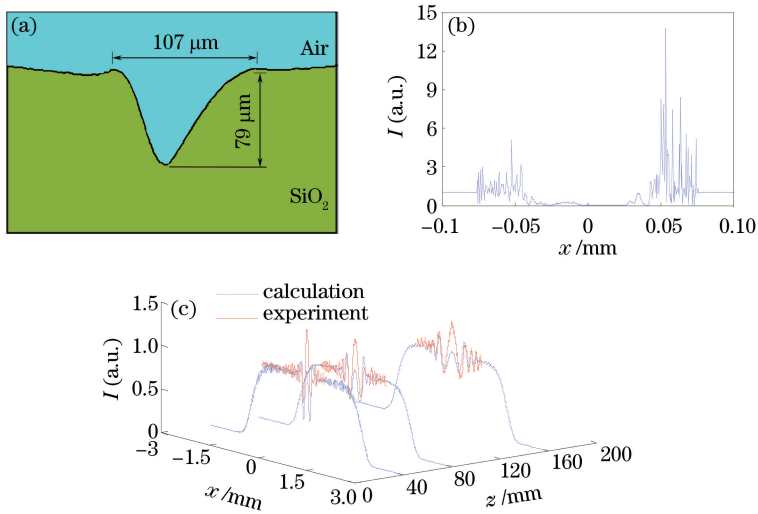 (a)
107 μm
Air
79 μm
SiO2
(b)
I (a.u.)
15
12
9
6
3
0
−0.1
−0.05
0
0.05
0.10
x /mm
(c)
calculation
experiment
I (a.u.)
1.5
1.0
0.5
0
−3
−1.5
0
1.5
3.0
x /mm
0
40
80
120
160
200
z /mm